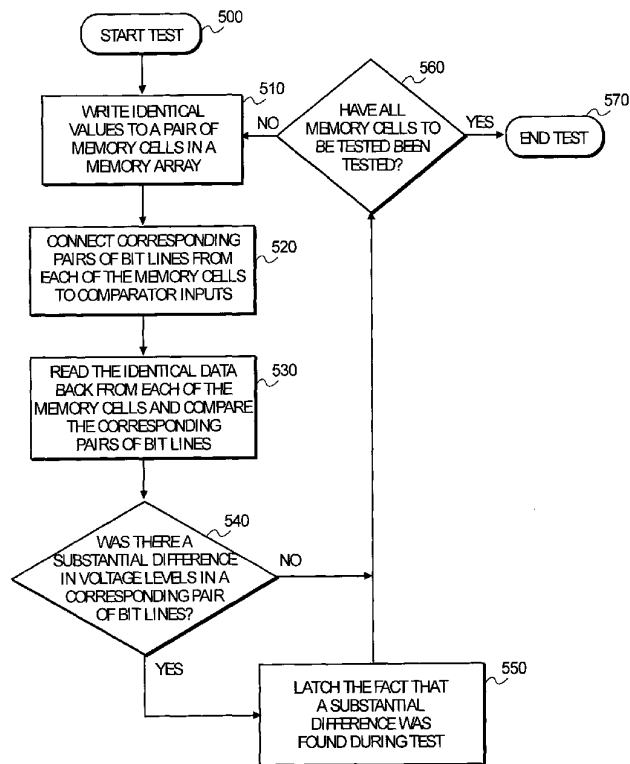 START TEST
500
510
WRITE IDENTICAL
VALUES TO A PAIR OF
MEMORY CELLS IN A
MEMORY ARRAY
CONNECT CORRESPONDING
PAIRS OF BIT LINES FROM
EACH OF THE MEMORY CELLS
TO COMPARATOR INPUTS
520
READ THE IDENTICAL DATA
BACK FROM EACH OF THE
MEMORY CELLS AND COMPARE
THE CORRESPONDING
PAIRS OF BIT LINES
530
540
WAS THERE A
SUBSTANTIAL DIFFERENCE
IN VOLTAGE LEVELS IN A
CORRESPONDING PAIR
OF BIT LINES?
NO
YES
550
LATCH THE FACT THAT
A SUBSTANTIAL
DIFFERENCE WAS
FOUND DURING TEST
560
HAVE ALL
MEMORY CELLS TO
BE TESTED BEEN
TESTED?
NO
YES
570
END TEST